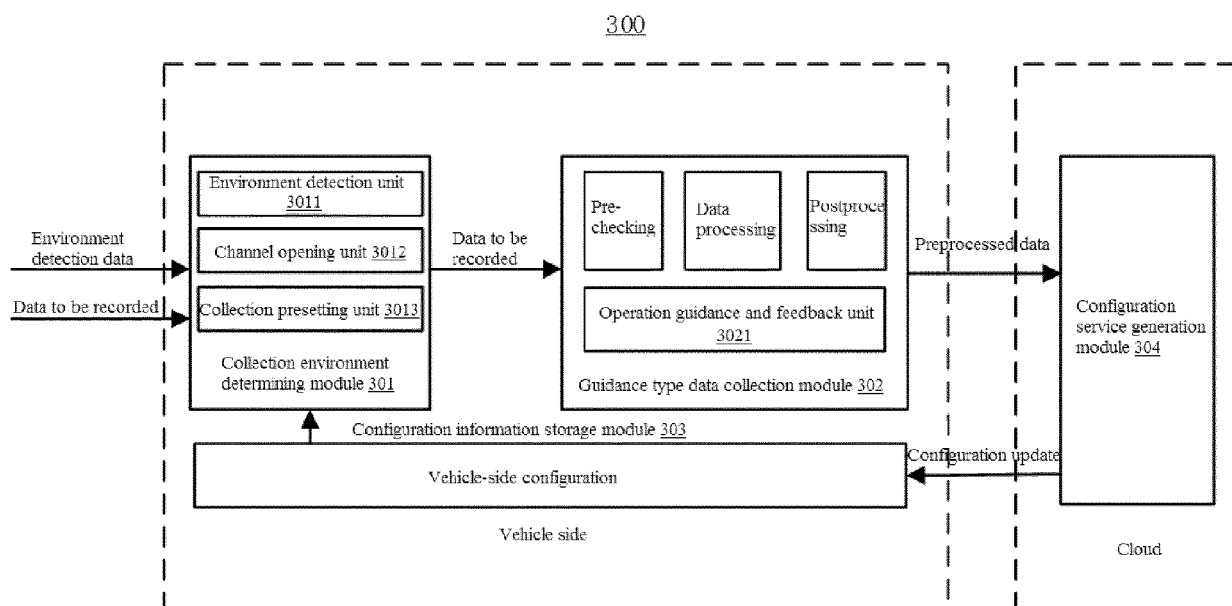 300
Environment detection unit
3011
Channel opening unit 3012
Collection presetting unit 3013
Collection environment
determining module 301
Environment
detection data
Data to be recorded
Data to be
recorded
Pre-
checking
Data
processing
Postproce
ssing
Operation guidance and feedback unit
3021
Guidance type data collection module 302
Preprocessed data
Configuration
service generation
module 304
Configuration information storage module 303
Vehicle-side configuration
Configuration update
Vehicle side
Cloud